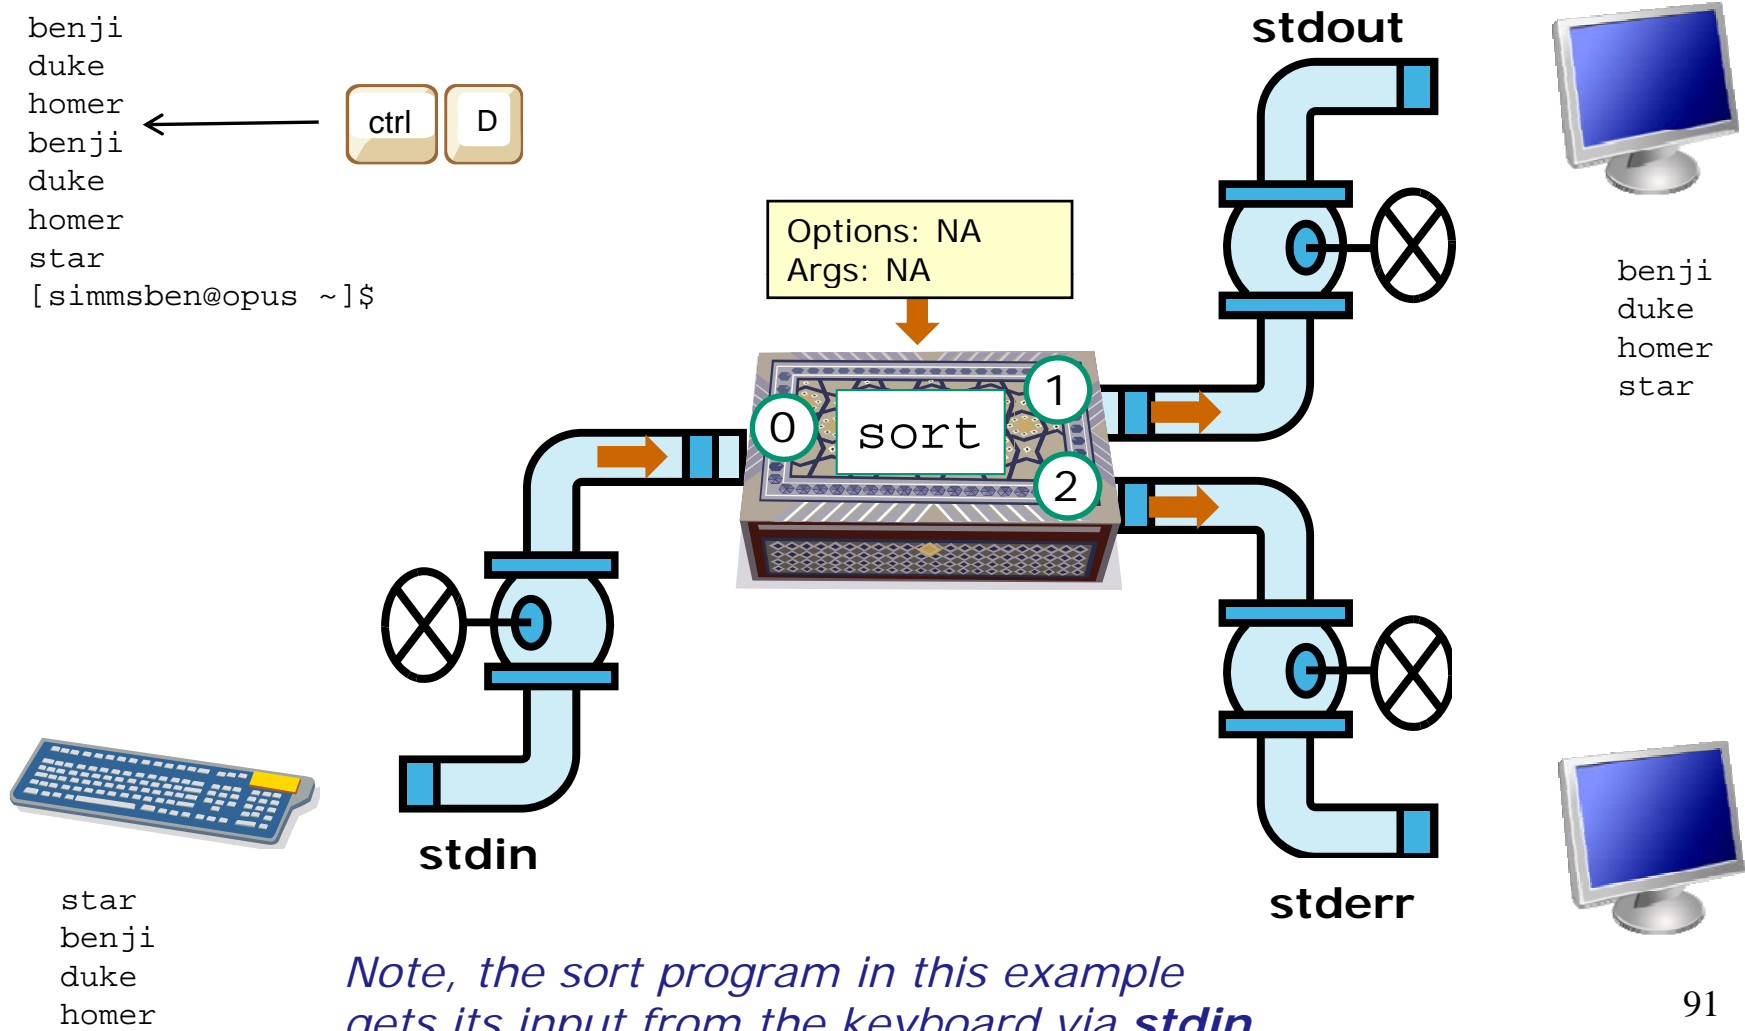 benji
duke
homer
benji
duke
homer
star
[simmsben@opus ~]$
ctrl
D
Options: NA
Args: NA
stdout
benji
duke
homer
star
0
sort
1
2
stdin
stderr
star
benji
duke
homer
Note, the sort program in this example
gets its input from the keyboard via stdin
91